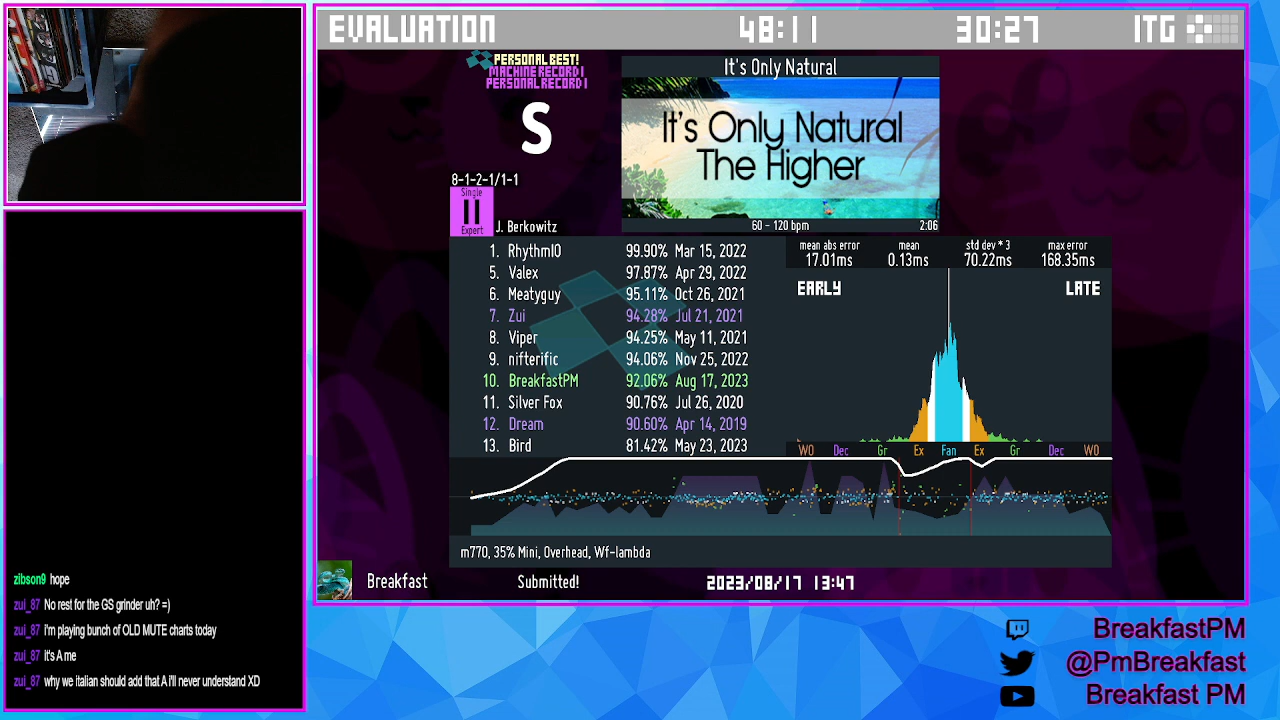 EVALUATION 48:11 30:27 ITG
PERSONAL BEST!
MACHINE RECORD 1
PERSONAL RECORD 1
S
8-1-2-1/1-1
Single
11
Expert
J. Berkowitz
It's Only Natural
It's Only Natural
The Higher
60 - 120 bpm 2:06
1. RhythmIO 99.90% Mar 15, 2022
5. Valex 97.87% Apr 29, 2022
6. Meatyguy 95.11% Oct 26, 2021
7. Zui 94.28% Jul 21, 2021
8. Viper 94.25% May 11, 2021
9. nifterific 94.06% Nov 25, 2022
10. BreakfastPM 92.06% Aug 17, 2023
11. Silver Fox 90.76% Jul 26, 2020
12. Dream 90.60% Apr 14, 2019
13. Bird 81.42% May 23, 2023
mean abs error mean std dev * 3 max error
17.01ms 0.13ms 70.22ms 168.35ms
EARLY LATE
WO Dec Gr Ex Fan Ex Gr Dec WO
m770, 35% Mini, Overhead, Wf-lambda
Breakfast Submitted! 2023/08/17 13:47
zibson9 hope
zui_87 No rest for the GS grinder uh? =)
zui_87 i'm playing bunch of OLD MUTE charts today
zui_87 it's A me
zui_87 why we italian should add that A i'll never understand XD
BreakfastPM
@PmBreakfast
Breakfast PM